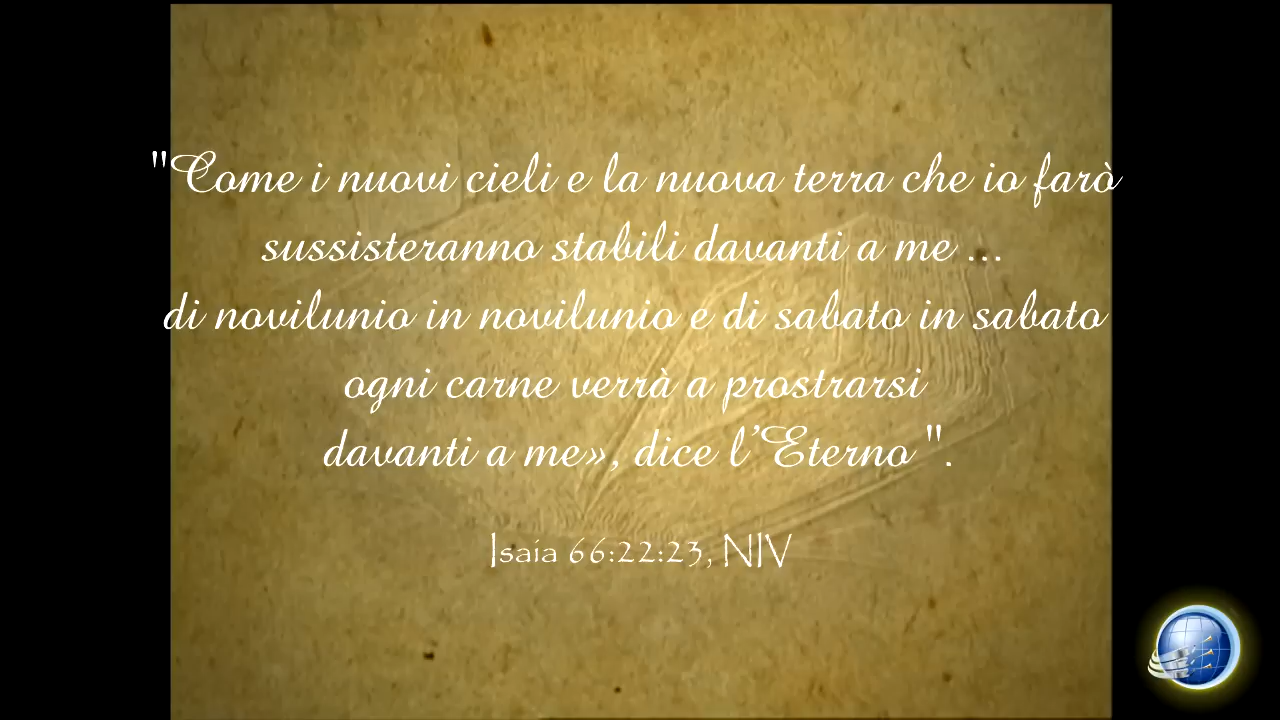 "Come i nuovi cieli e la nuova terra che io farò
sussisteranno stabili davanti a me ...
di novilunio in novilunio e di sabato in sabato
ogni carne verrà a prostrarsi
davanti a me», dice l’Eterno ".
Isaia 66:22:23, NIV